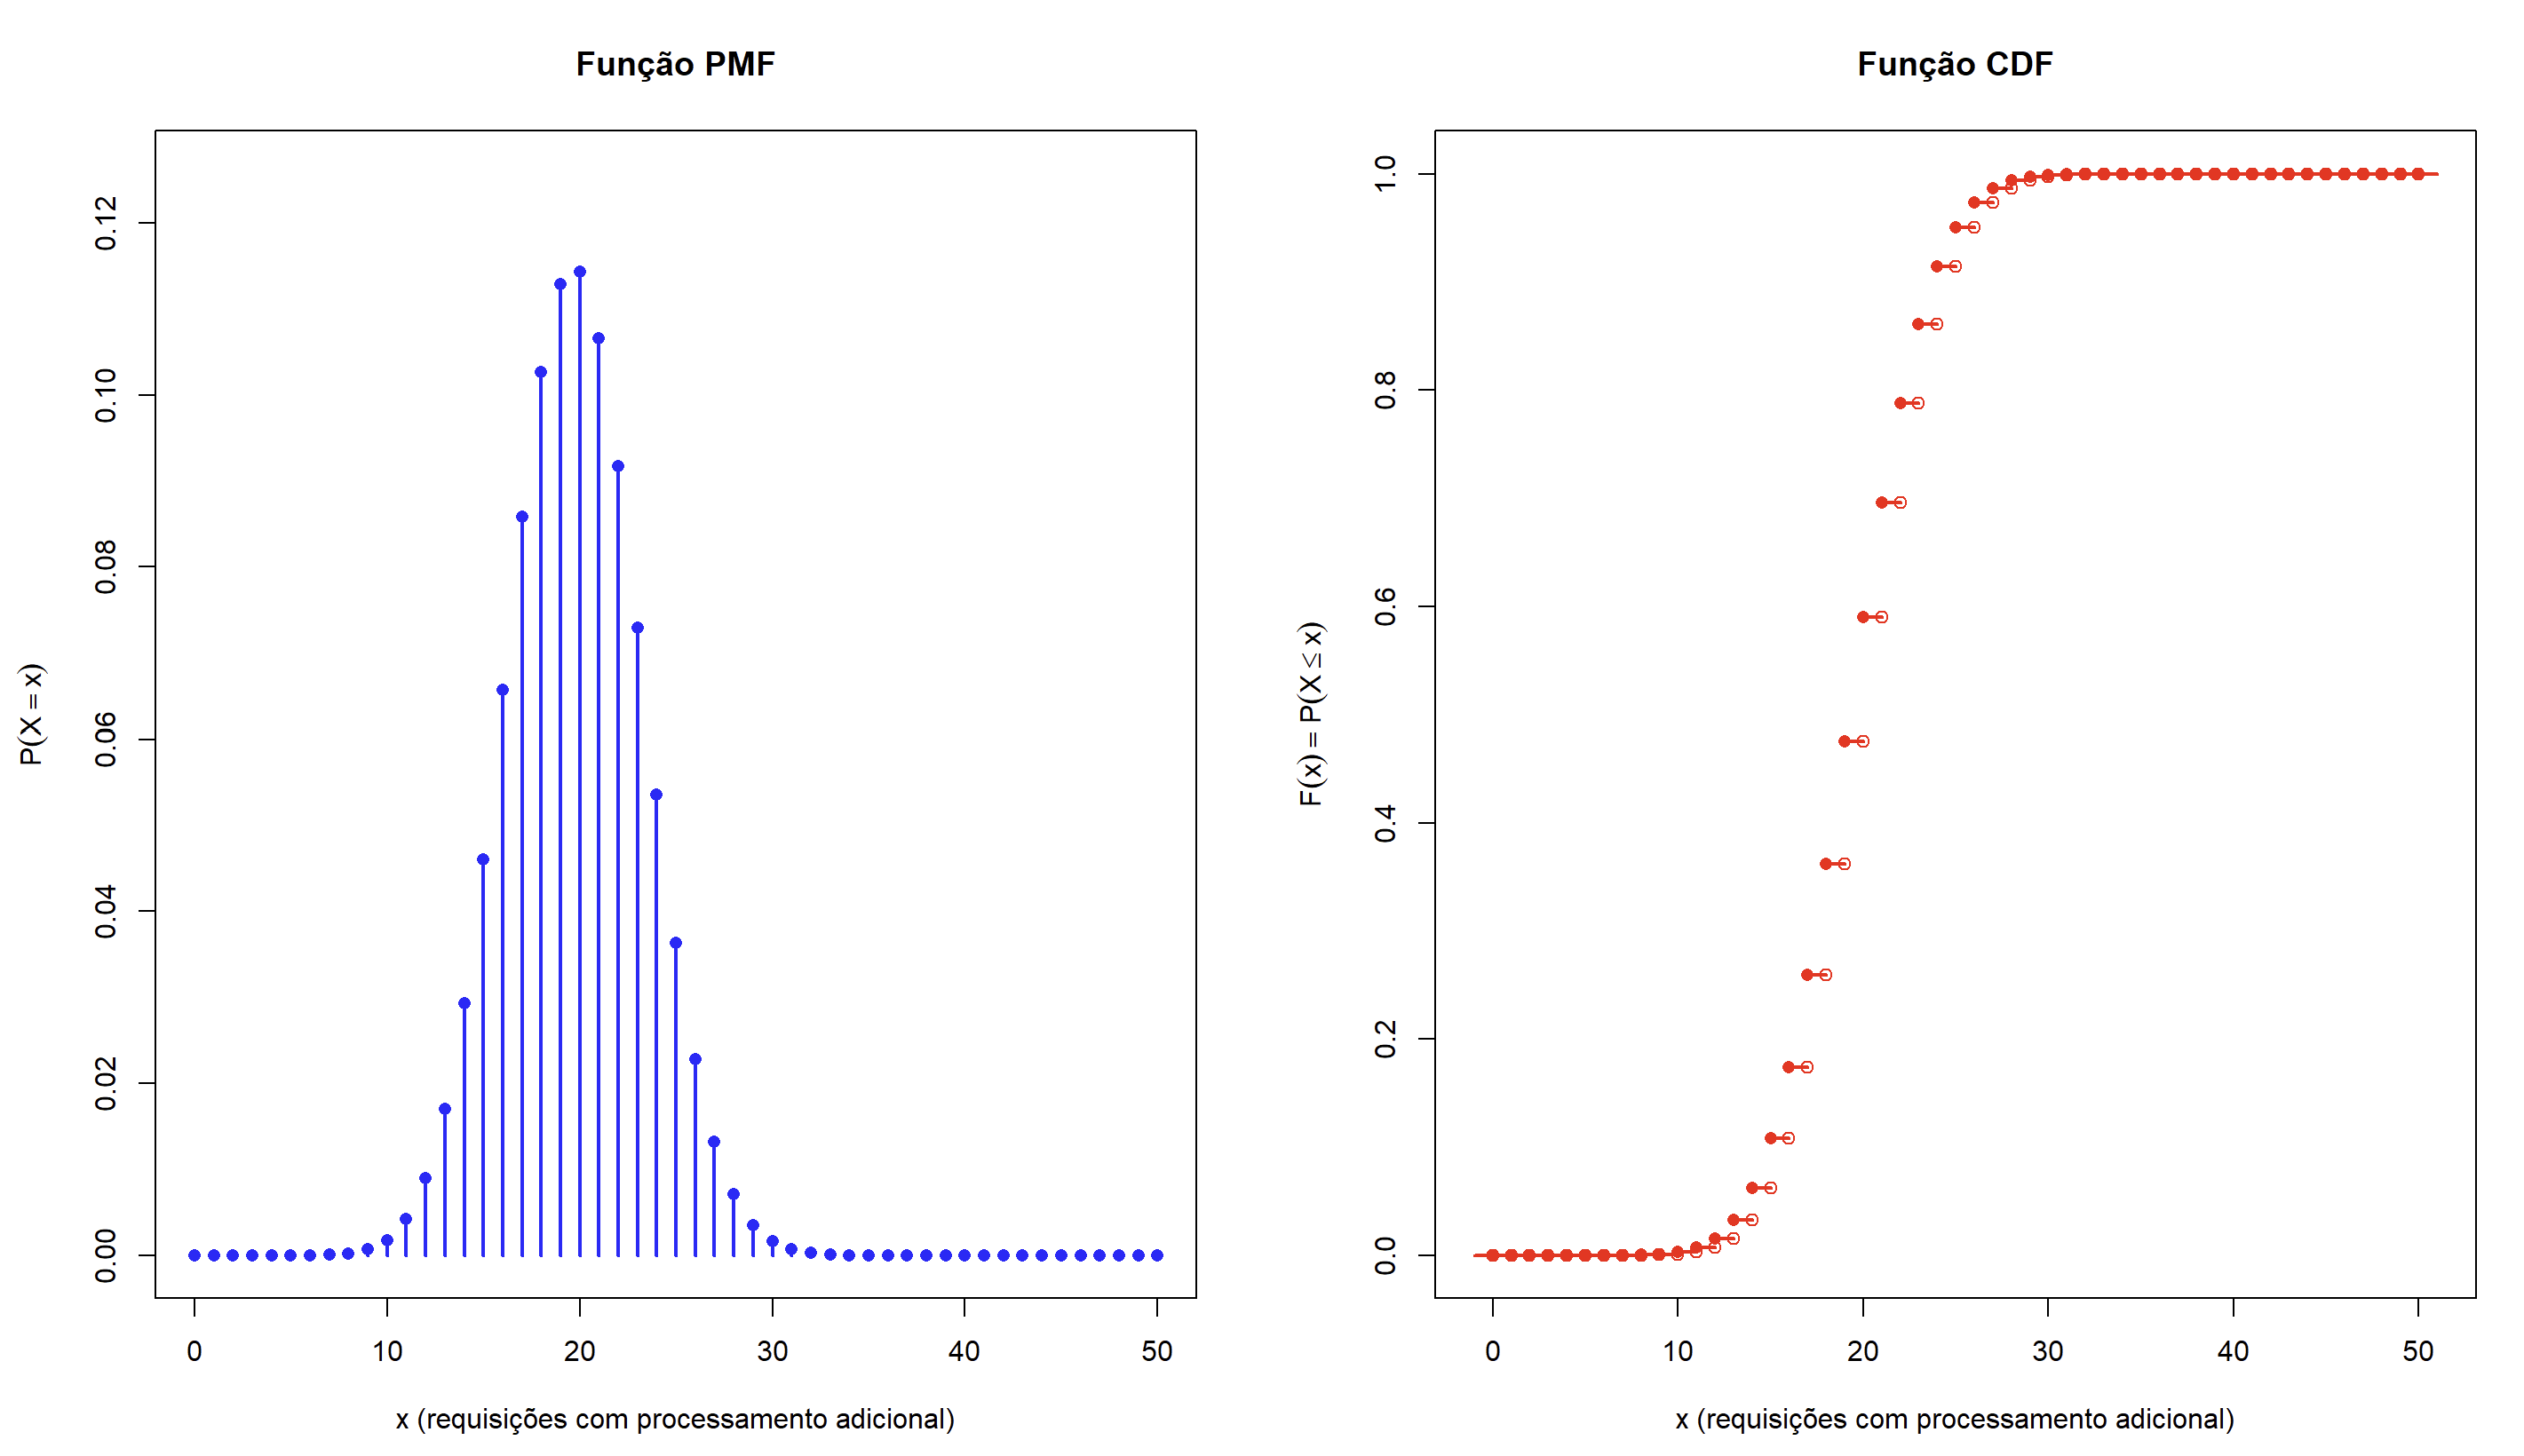 Função PMF
P(X = x)
0.12
0.10
0.08
0.06
0.04
0.02
0.00
0 10 20 30 40 50
x (requisições com processamento adicional)
Função CDF
F(x) = P(X ≤ x)
1.0
0.8
0.6
0.4
0.2
0.0
0 10 20 30 40 50
x (requisições com processamento adicional)